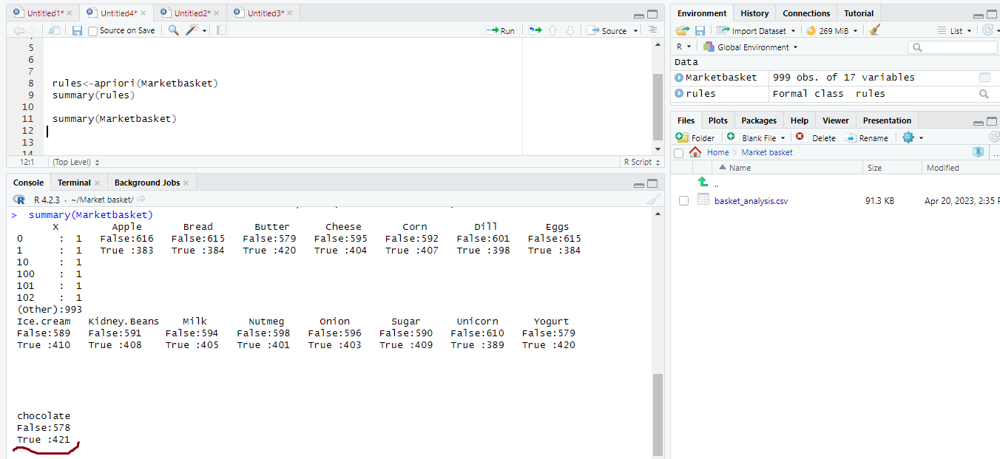 Untitled1* Untitled4* Untitled2* Untitled3*
Source on Save Run Source
5
6
7
8 rules<-apriori(Marketbasket)
9 summary(rules)
10
11 summary(Marketbasket)
12
13
14
12:1 (Top Level) R Script
Console Terminal Background Jobs
R 4.2.3 · ~/Market basket/
> summary(Marketbasket)
X Apple Bread Butter Cheese Corn Dill Eggs
0 : 1 False:616 False:615 False:579 False:595 False:592 False:601 False:615
1 : 1 True :383 True :384 True :420 True :404 True :407 True :398 True :384
10 : 1
100 : 1
101 : 1
102 : 1
(Other):993
Ice.cream Kidney.Beans Milk Nutmeg Onion Sugar Unicorn Yogurt
False:589 False:591 False:594 False:598 False:596 False:590 False:610 False:579
True :410 True :408 True :405 True :401 True :403 True :409 True :389 True :420
chocolate
False:578
True :421
Environment History Connections Tutorial
Import Dataset 269 MiB List
R Global Environment
Data
Marketbasket 999 obs. of 17 variables
rules Formal class rules
Files Plots Packages Help Viewer Presentation
Folder Blank File Delete Rename
Home Market basket R ...
Name Size Modified
..
basket_analysis.csv 91.3 KB Apr 20, 2023, 2:35 P